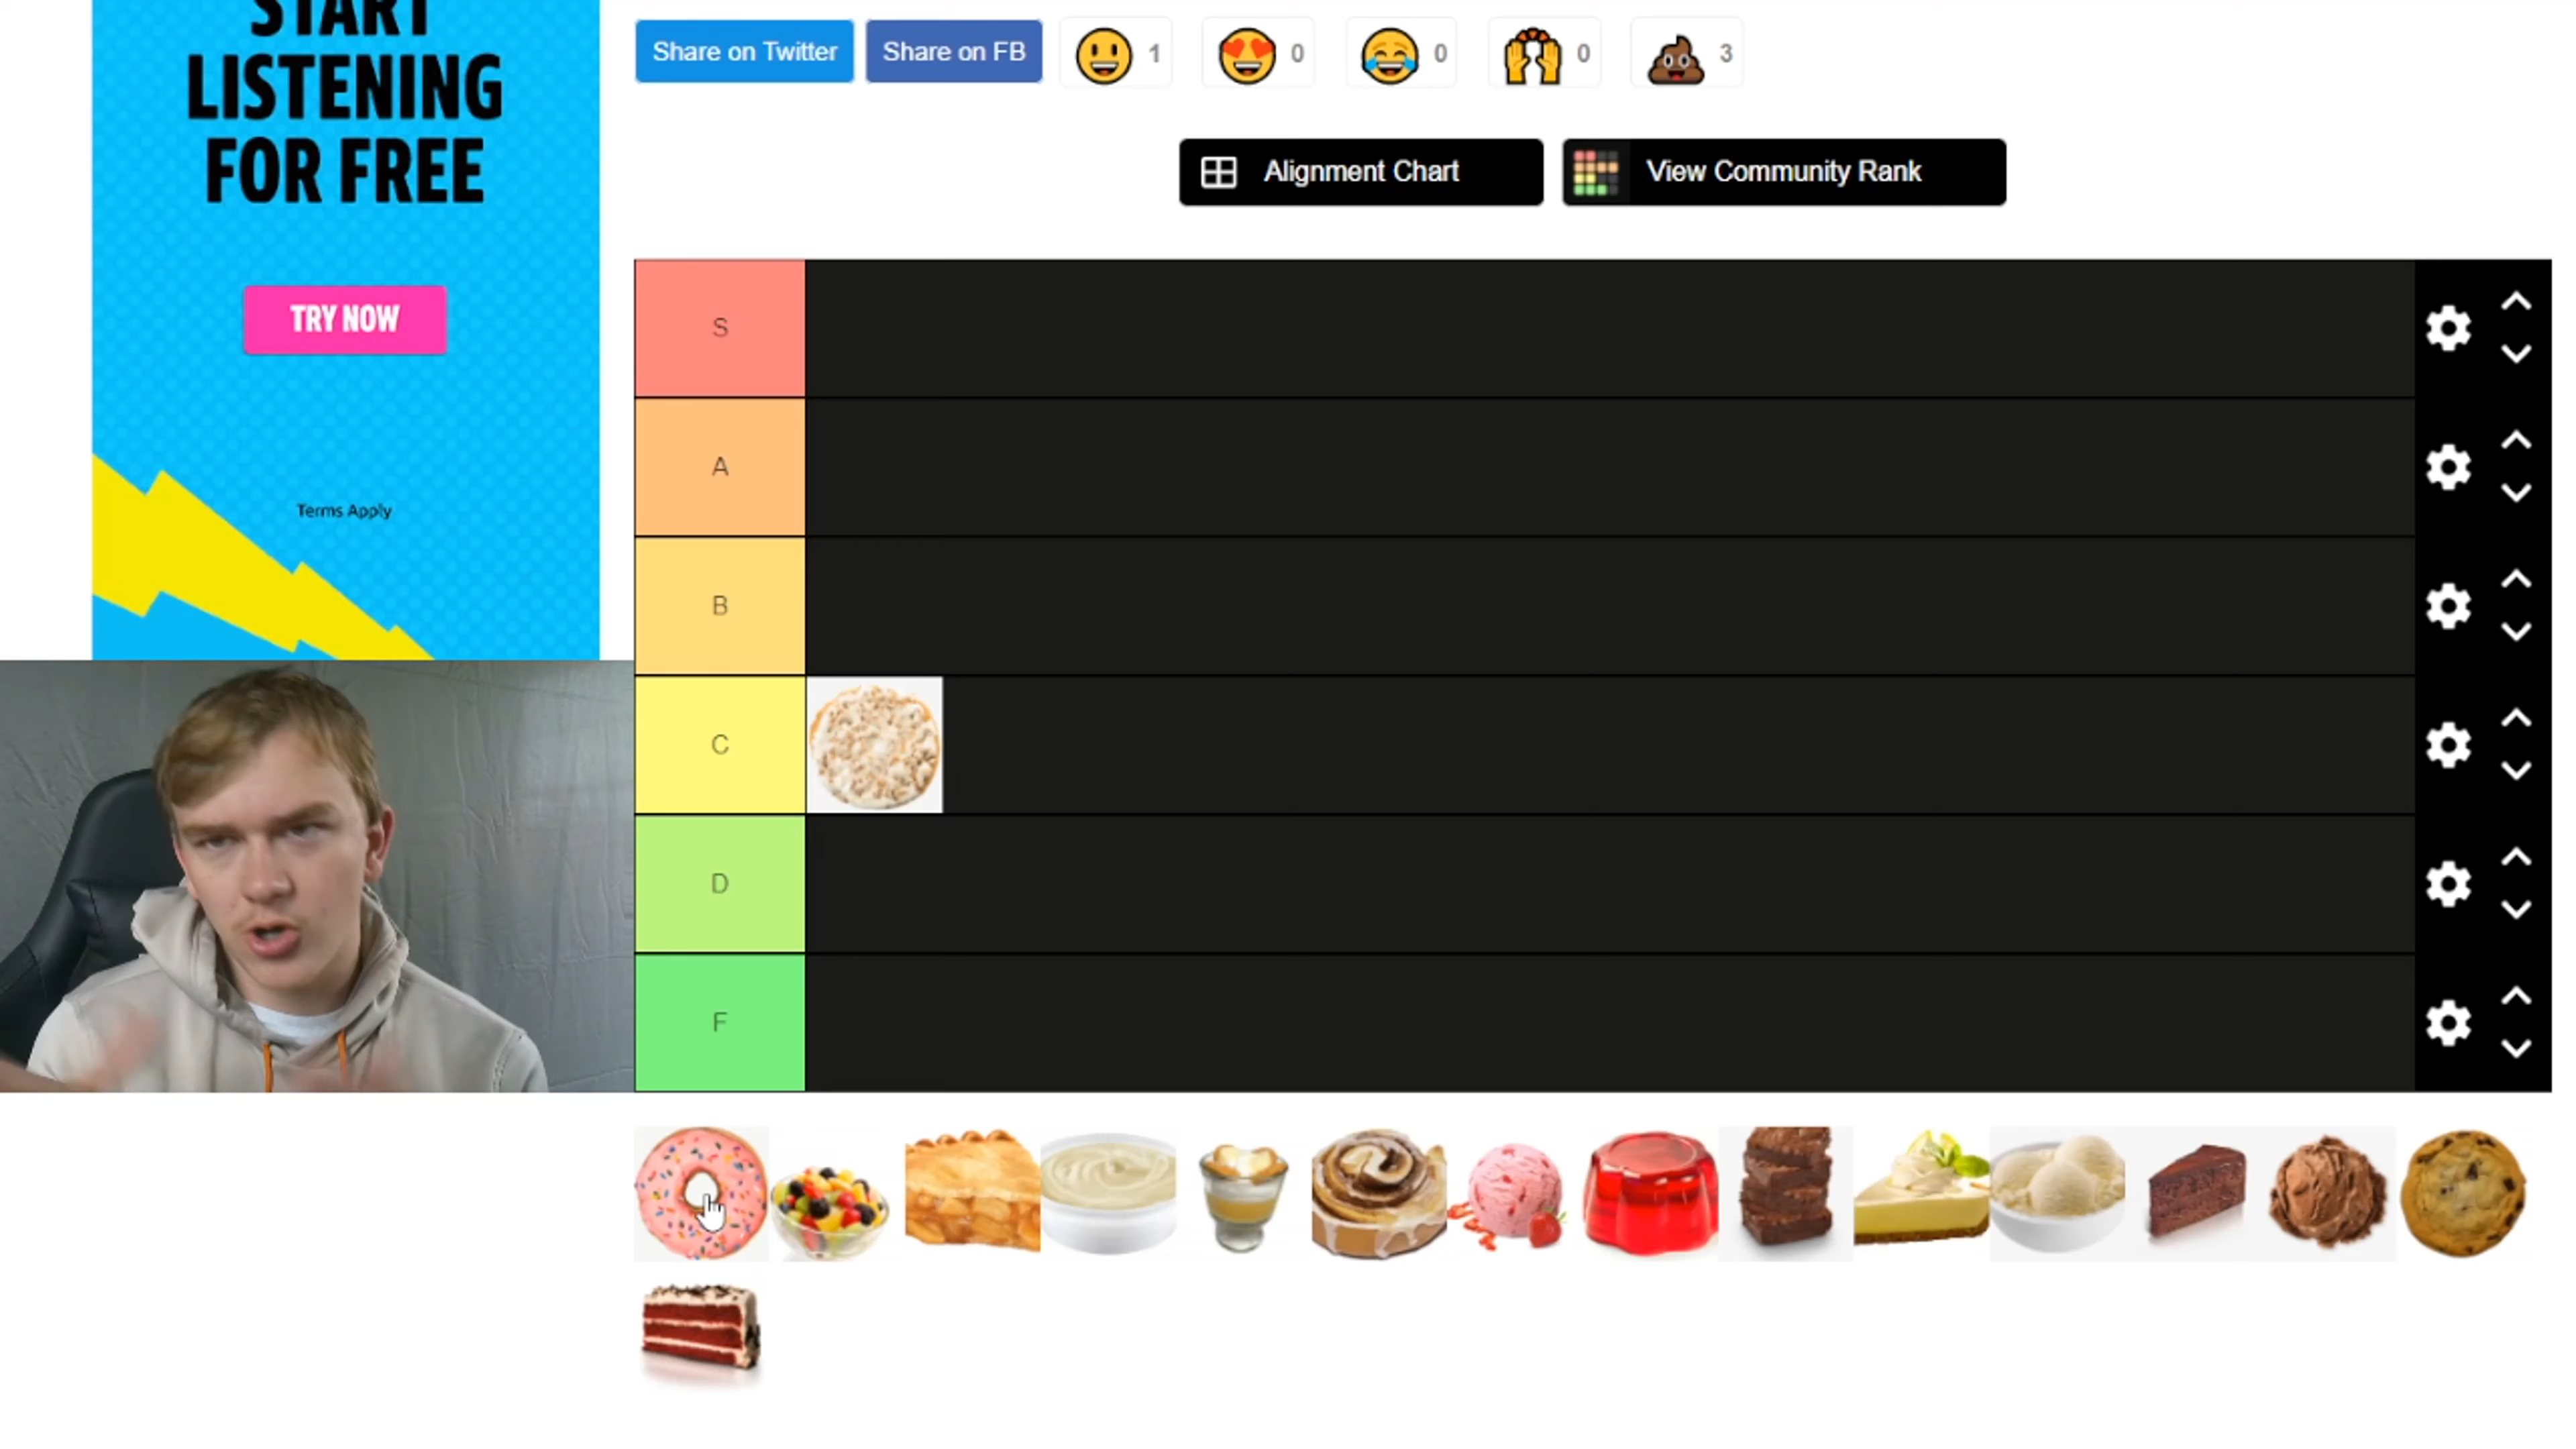 START
LISTENING
FOR FREE
TRY NOW
Terms Apply
Share on Twitter
Share on FB
1
0
0
0
3
Alignment Chart
View Community Rank
S
A
B
C
D
F